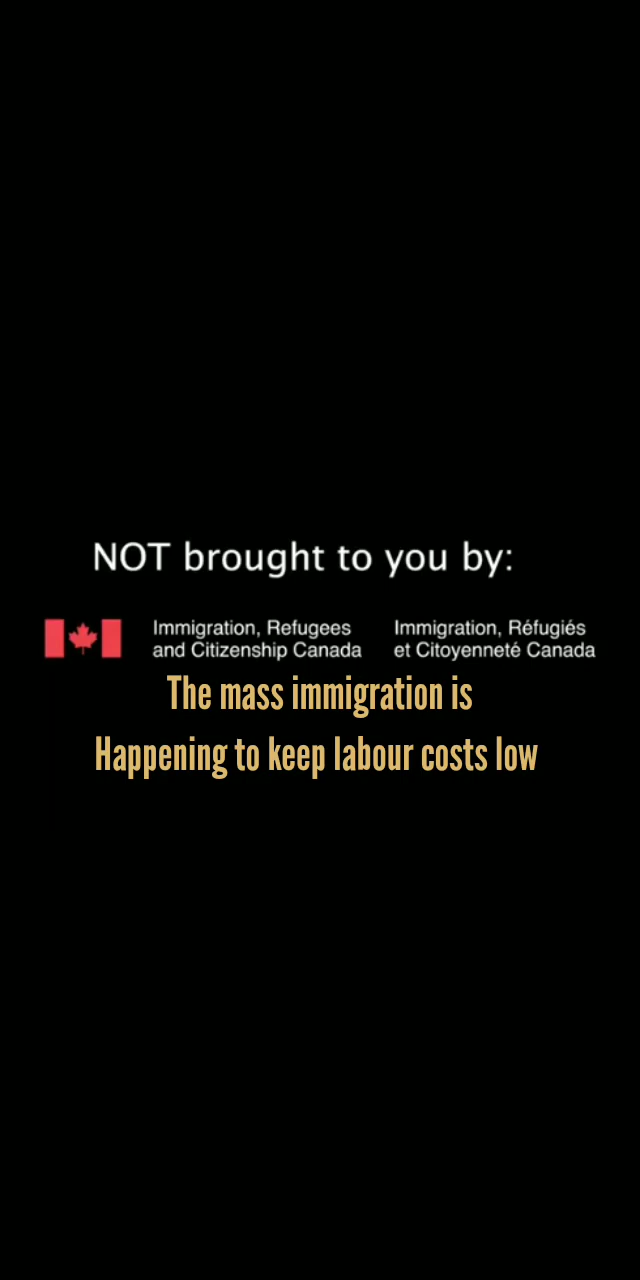 NOT brought to you by:
Immigration, Refugees
and Citizenship Canada
Immigration, Réfugiés
et Citoyenneté Canada
The mass immigration is
Happening to keep labour costs low